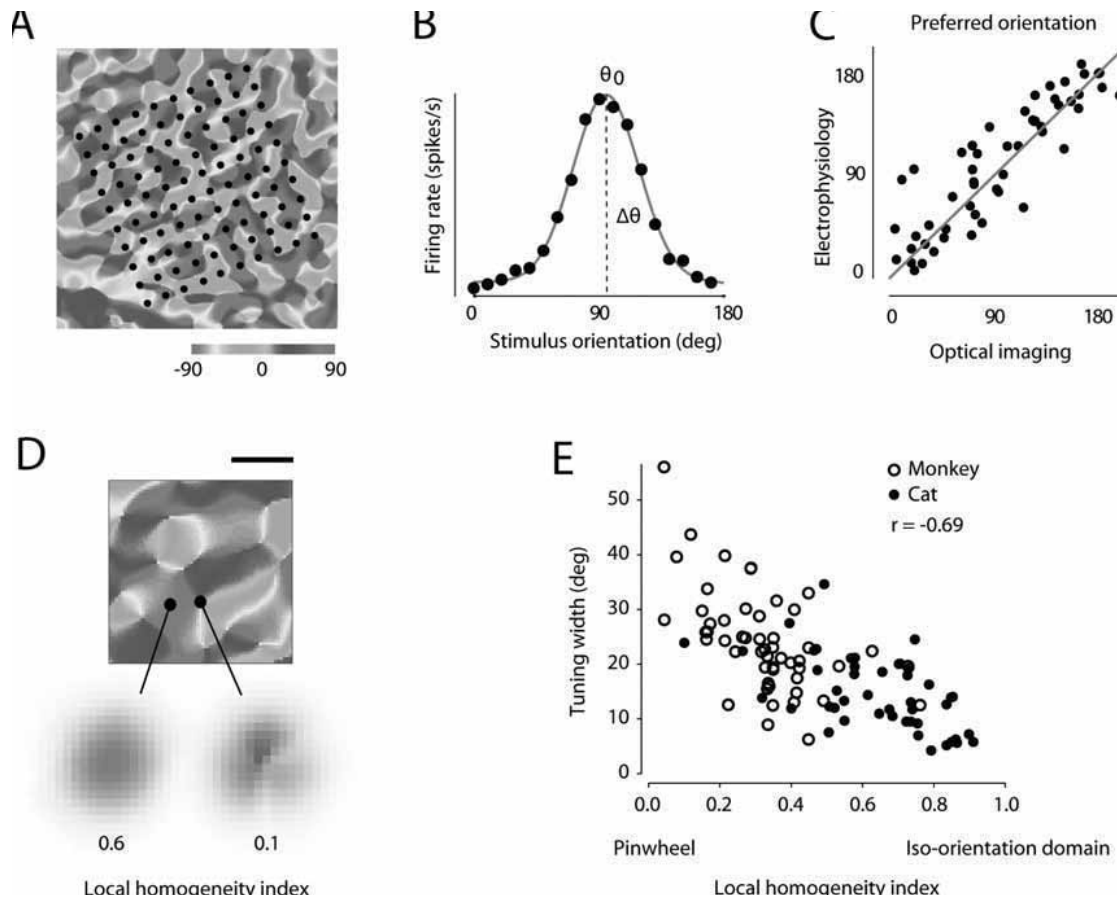 A
-90 0 90
B
θ0
Δθ
Firing rate (spikes/s)
0 90 180
Stimulus orientation (deg)
C
Preferred orientation
180
90
0
Electrophysiology
0 90 180
Optical imaging
D
0.6 0.1
Local homogeneity index
E
Monkey
Cat
r = -0.69
50
40
30
20
10
0
Tuning width (deg)
0.0 0.2 0.4 0.6 0.8 1.0
Pinwheel Iso-orientation domain
Local homogeneity index